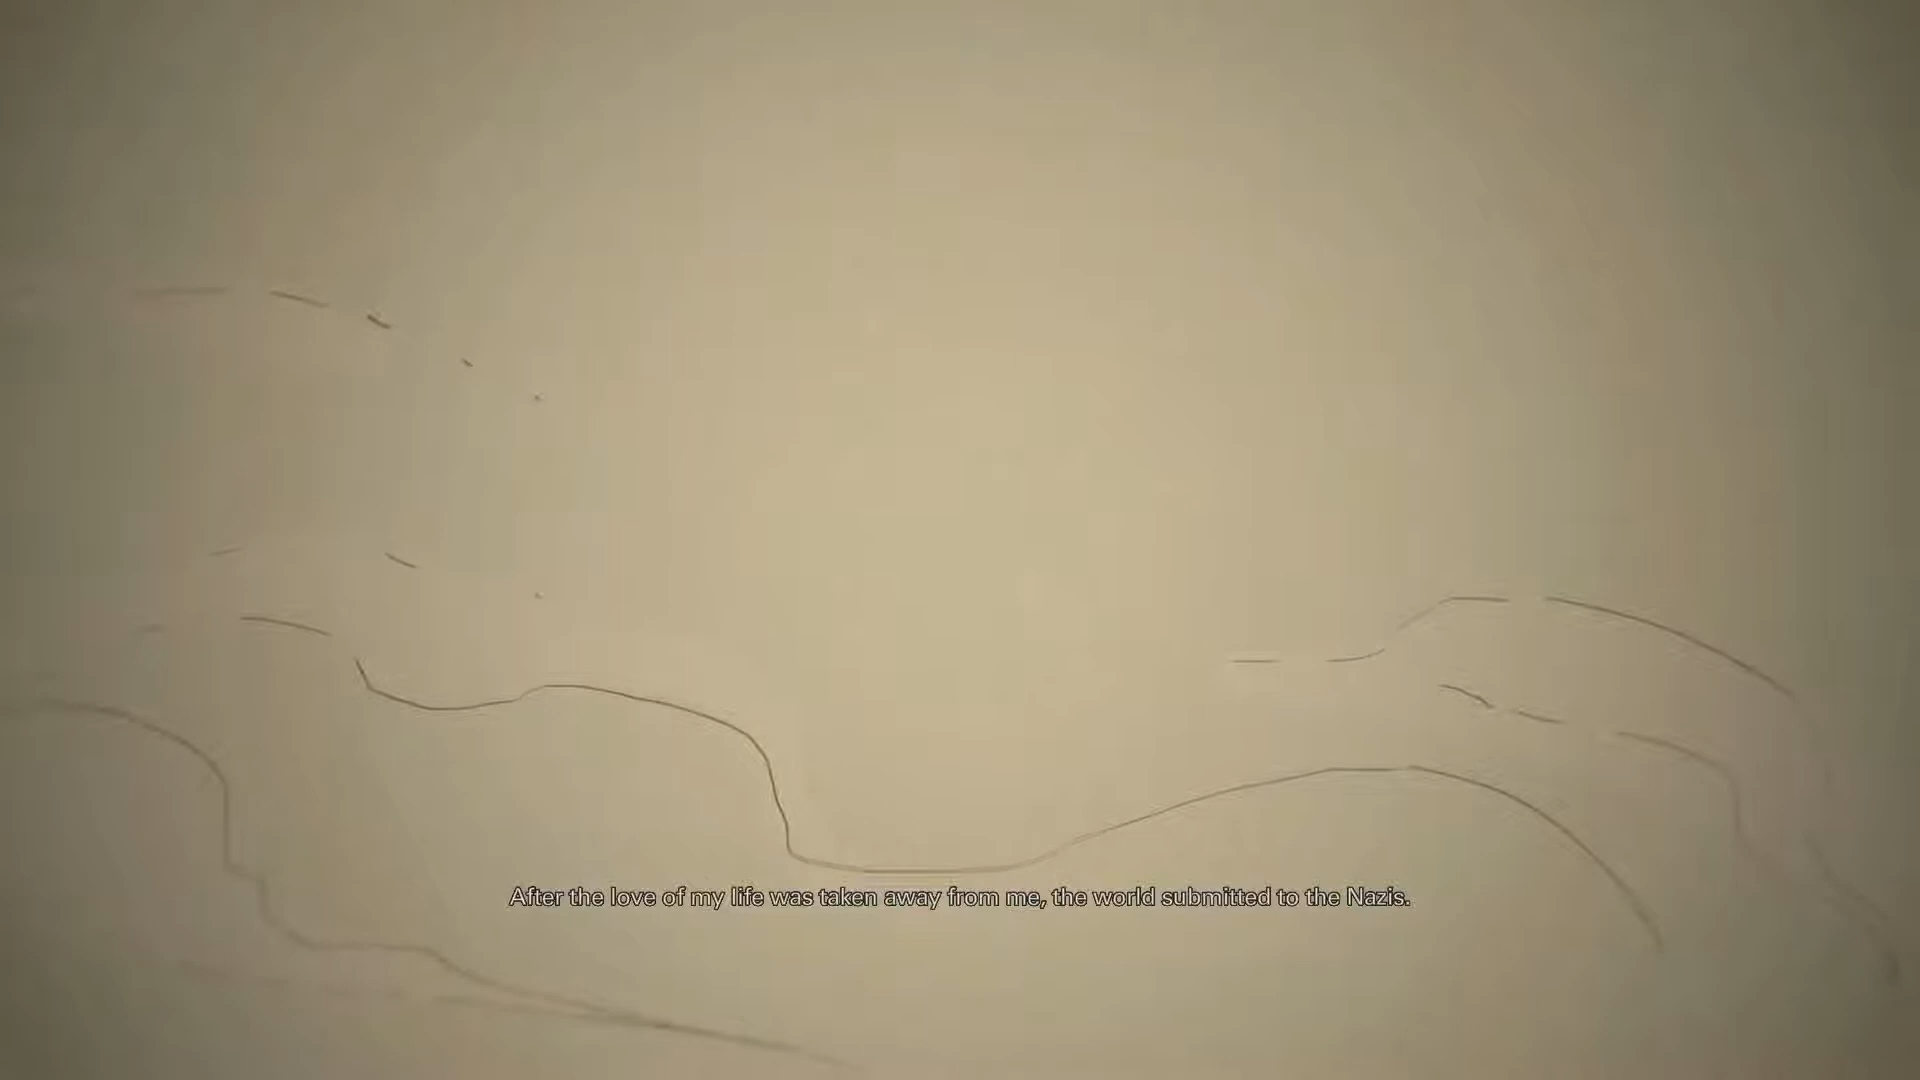 After the love of my life was taken away from me, the world submitted to the Nazis.